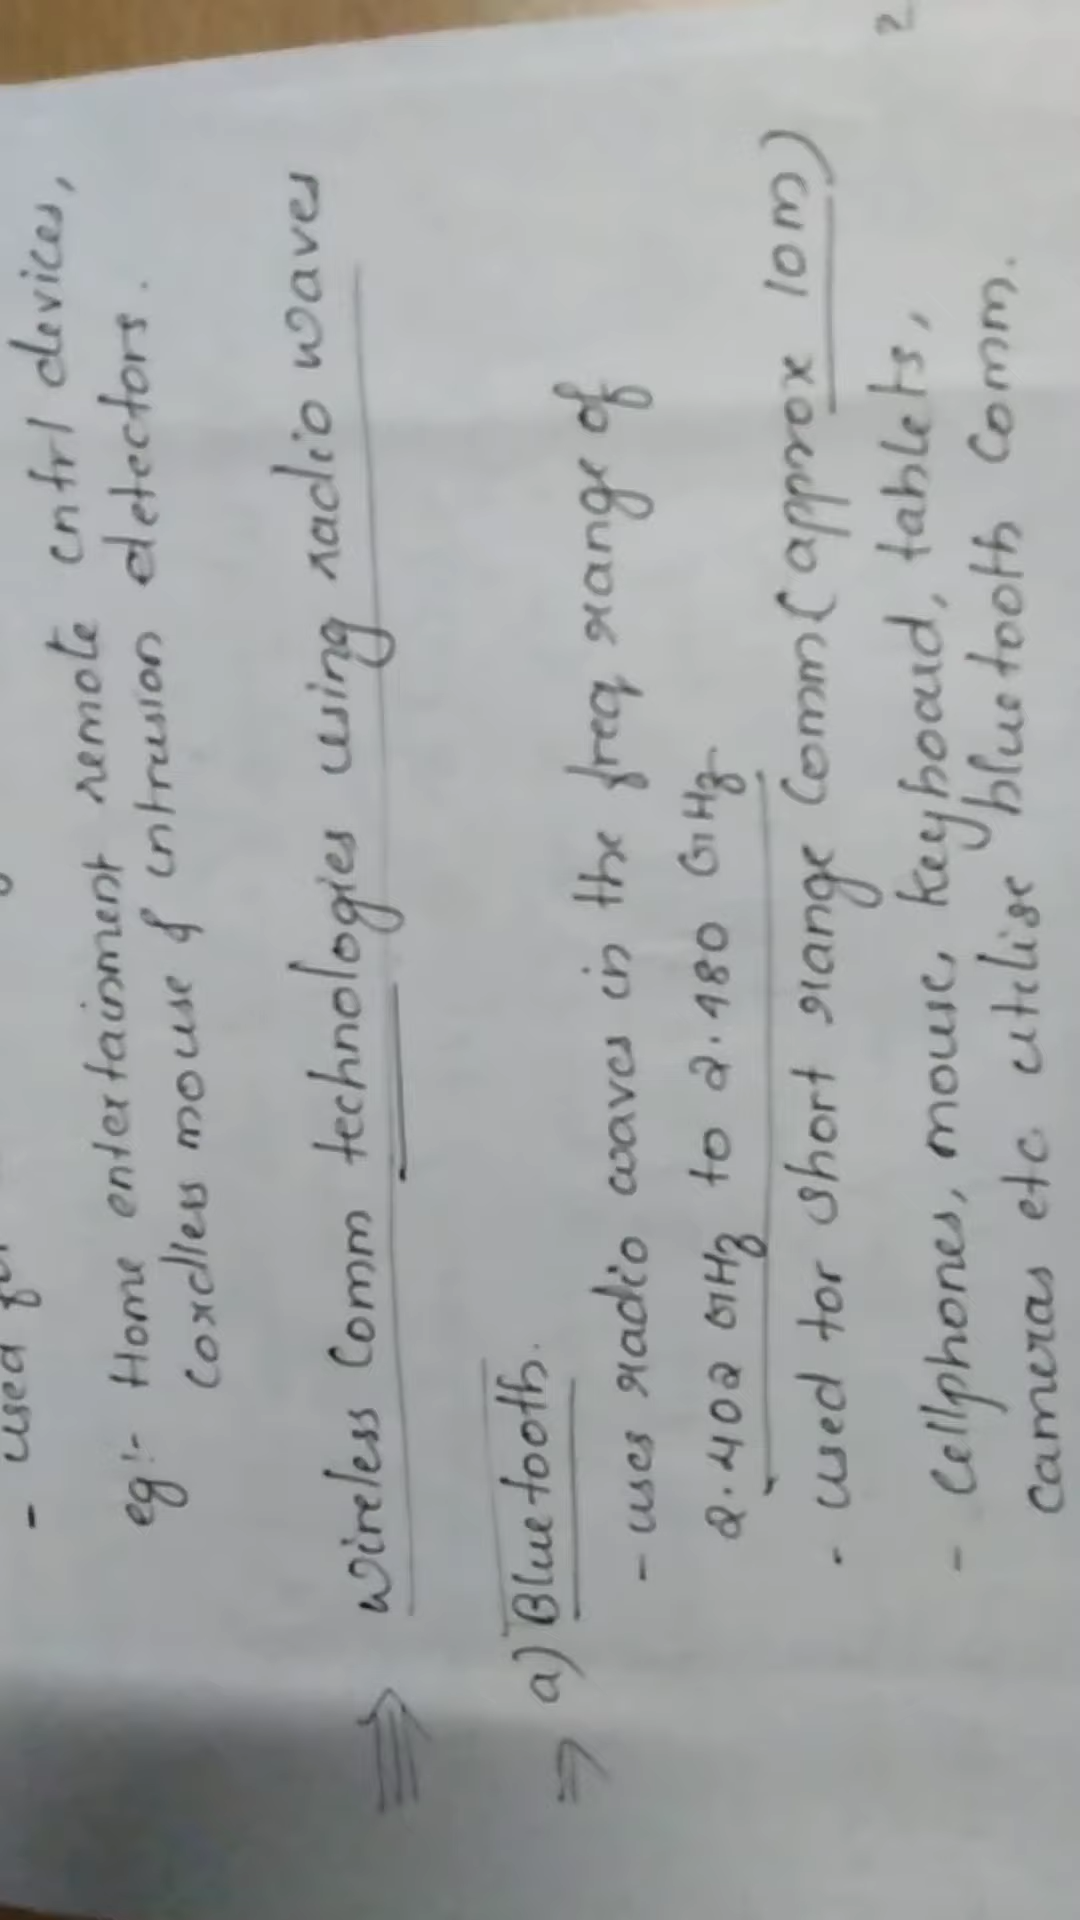 - used for
eg:- Home entertainment remote cntrl devices,
cordless mouse & intrusion detectors.
⇒ Wireless Comm technologies using radio waves
⇒ a) Bluetooth.
- uses radio waves in the freq range of
2.402 GHz to 2.480 GHz
- used for short range Comm (approx 10m)
- Cellphones, mouse, keyboard, tablets,
cameras etc utilise bluetooth Comm.